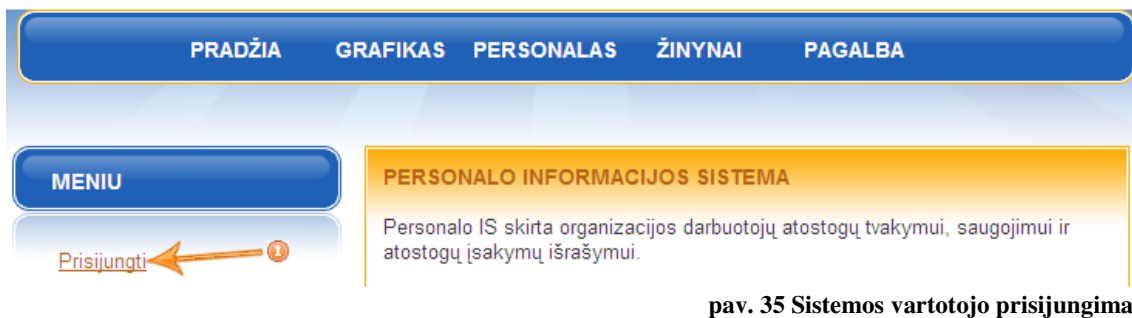 PRADŽIA GRAFIKAS PERSONALAS ŽINYNAI PAGALBA
MENIU
Prisijungti
1
PERSONALO INFORMACIJOS SISTEMA
Personalo IS skirta organizacijos darbuotojų atostogų tvakymui, saugojimui ir
atostogų įsakymų išrašymui.
pav. 35 Sistemos vartotojo prisijungima